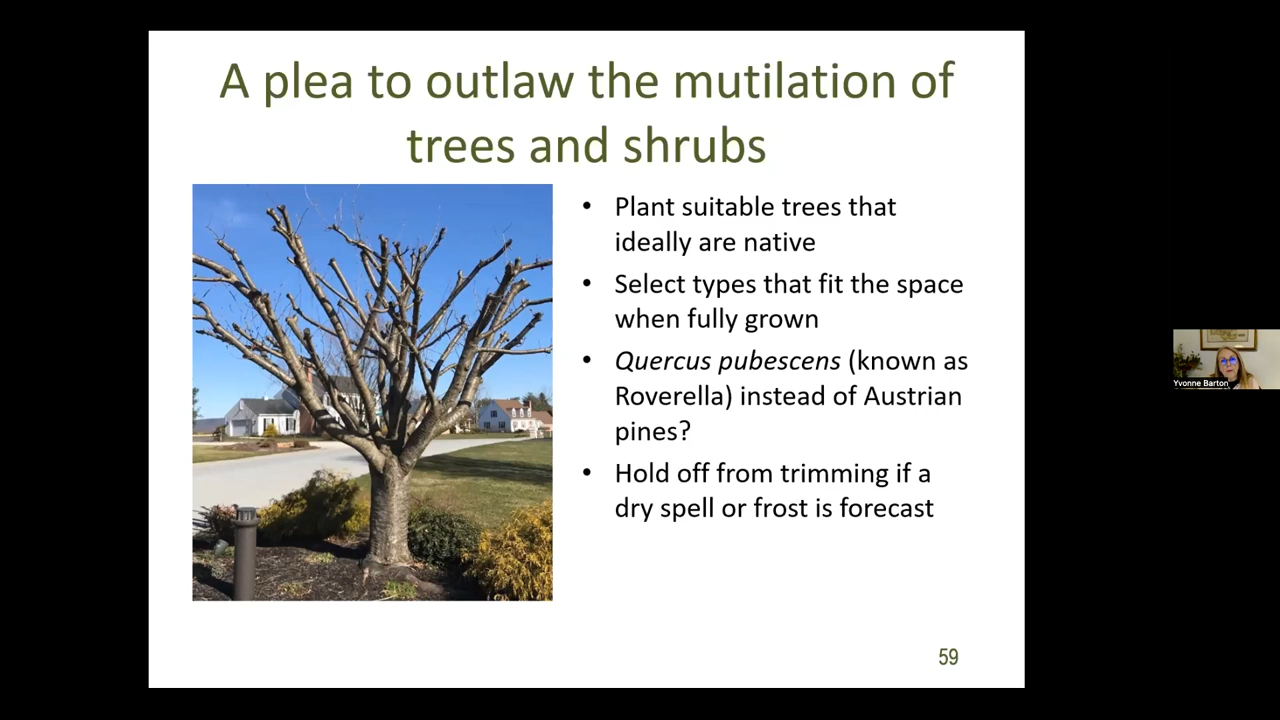 A plea to outlaw the mutilation of
trees and shrubs
• Plant suitable trees that
ideally are native
• Select types that fit the space
when fully grown
• Quercus pubescens (known as
Roverella) instead of Austrian
pines?
• Hold off from trimming if a
dry spell or frost is forecast
59
Yvonne Barton